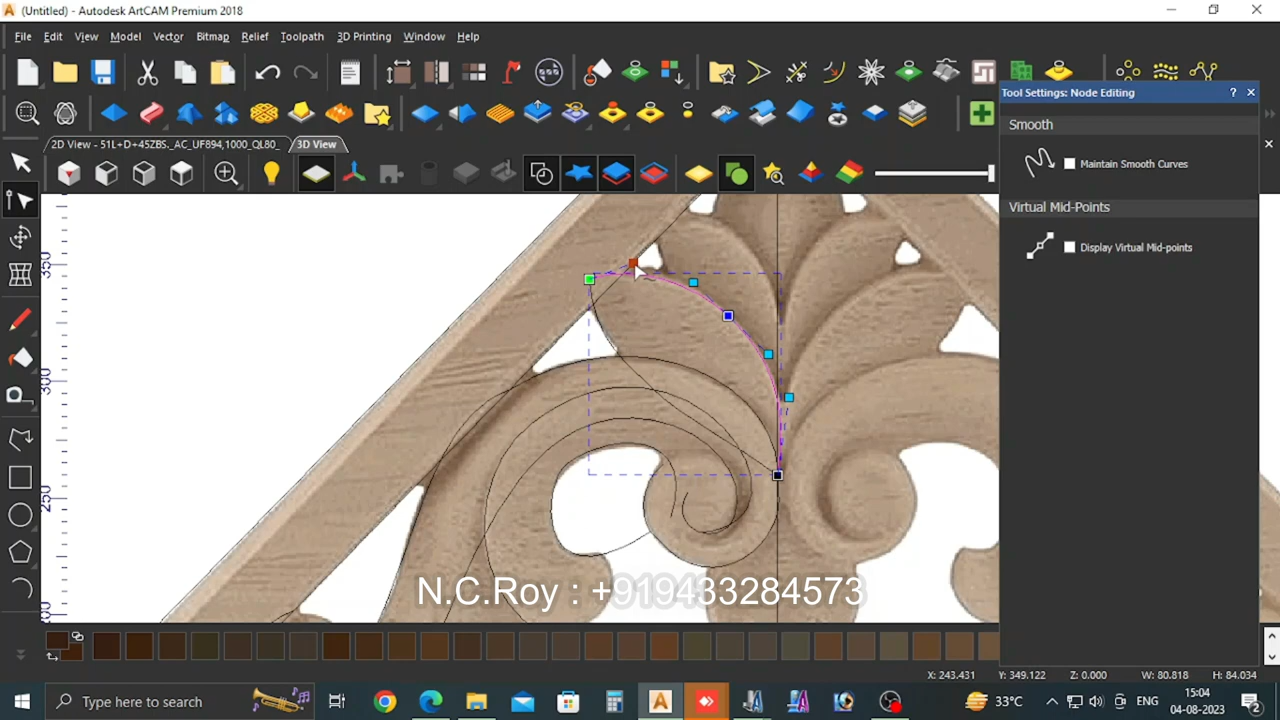 (Untitled) - Autodesk ArtCAM Premium 2018
File Edit View Model Vector Bitmap Relief Toolpath 3D Printing Window Help
Tool Settings: Node Editing ?
2D View - 51L+D+45ZBS._AC_UF894,1000_QL80_ 3D View
Smooth
Maintain Smooth Curves
Virtual Mid-Points
Display Virtual Mid-points
350
300
250
N.C.Roy : +919433284573
X: 243.431 Y: 349.122 Z: 0.000 W: 80.818 H: 84.034
Type here to search
33°C ENG 15:04
04-08-2023 2